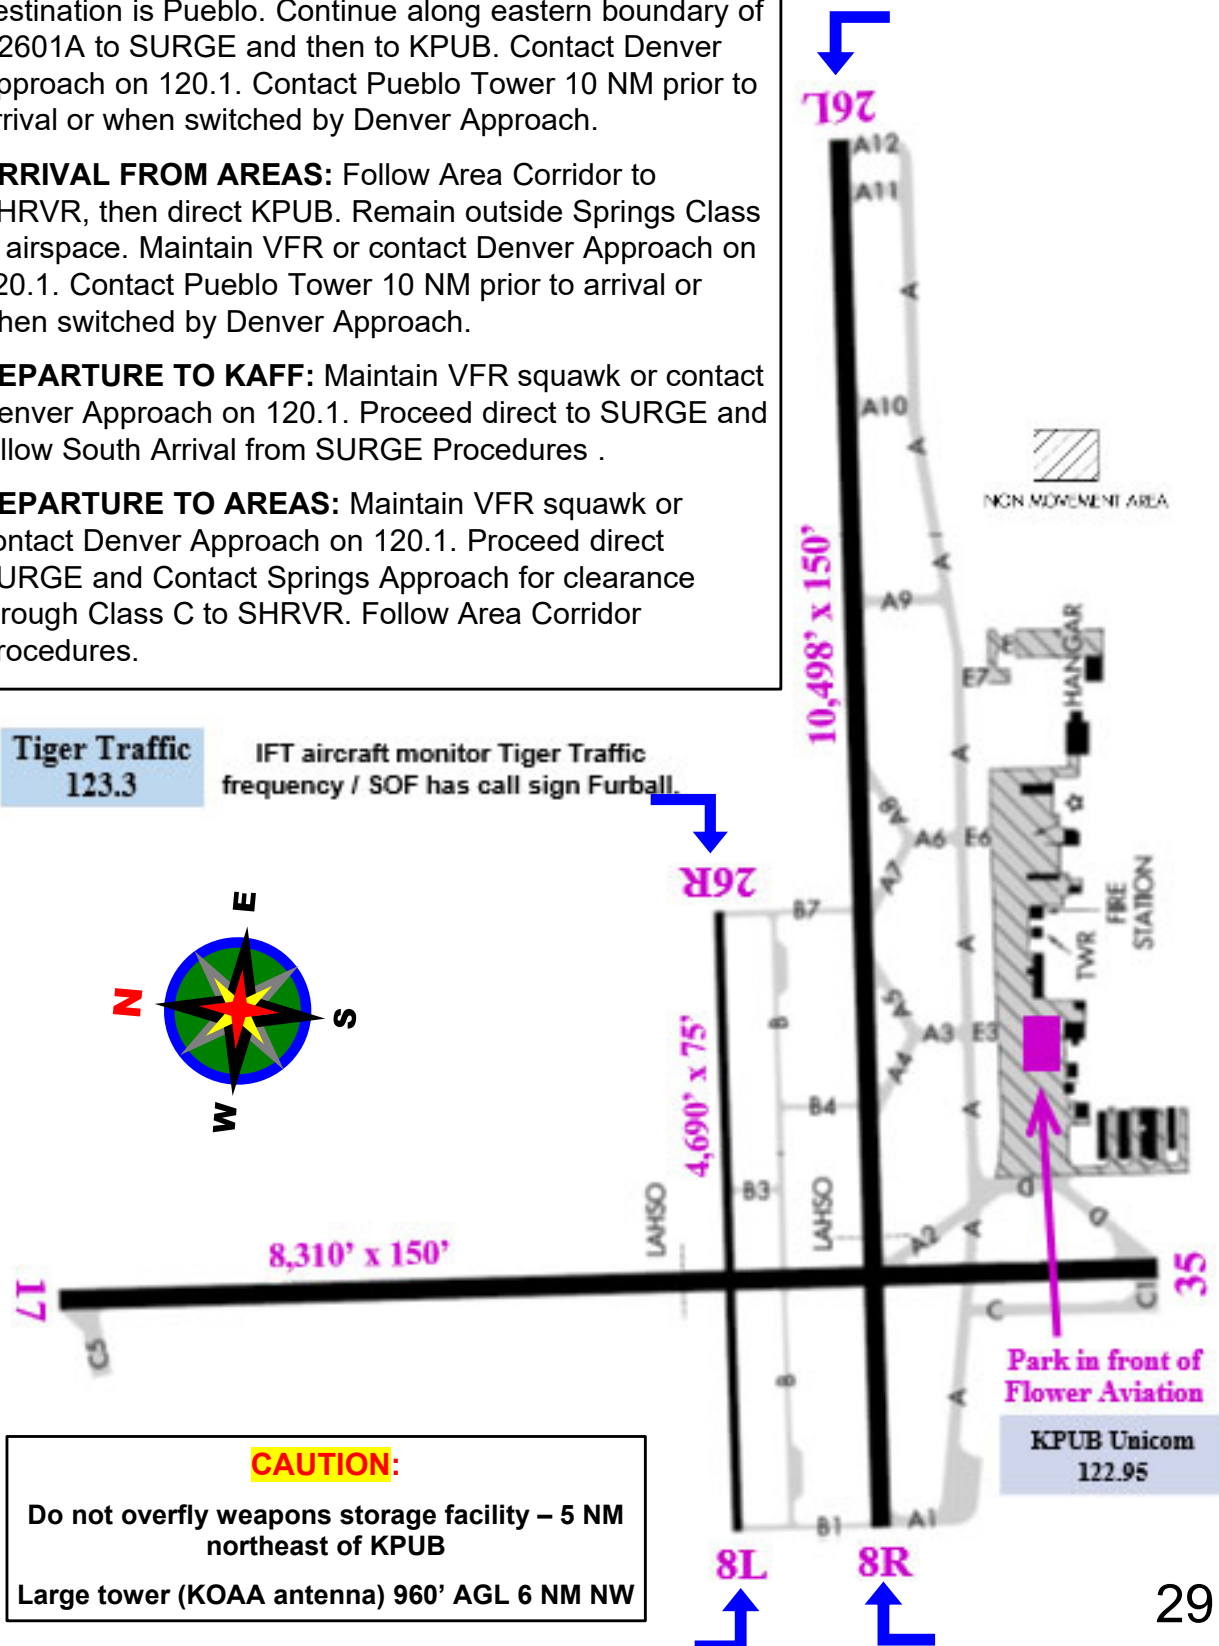 estination is Pueblo. Continue along eastern boundary of
2601A to SURGE and then to KPUB. Contact Denver
pproach on 120.1. Contact Pueblo Tower 10 NM prior to
rrival or when switched by Denver Approach.
RRIVAL FROM AREAS: Follow Area Corridor to
HRVR, then direct KPUB. Remain outside Springs Class
airspace. Maintain VFR or contact Denver Approach on
20.1. Contact Pueblo Tower 10 NM prior to arrival or
hen switched by Denver Approach.
EPARTURE TO KAFF: Maintain VFR squawk or contact
enver Approach on 120.1. Proceed direct to SURGE and
llow South Arrival from SURGE Procedures .
EPARTURE TO AREAS: Maintain VFR squawk or
ontact Denver Approach on 120.1. Proceed direct
URGE and Contact Springs Approach for clearance
rough Class C to SHRVR. Follow Area Corridor
rocedures.
26L
A12
A11
A
A10
A
NON MOVEMENT AREA
10,498' x 150'
A
A9
E
E7
HANGAR
Tiger Traffic
123.3
IFT aircraft monitor Tiger Traffic
frequency / SOF has call sign Furball.
A
A8
A6
E6
A7
26R
B7
FIRE
STATION
TWR
A
N
E
S
W
4,690' x 75'
B
A5
A3
E3
A4
B4
A
B3
LAHSO
LAHSO
A2
A
D
D
8,310' x 150'
17
35
C5
C
C1
B
A
Park in front of
Flower Aviation
KPUB Unicom
122.95
CAUTION:
Do not overfly weapons storage facility – 5 NM
northeast of KPUB
Large tower (KOAA antenna) 960' AGL 6 NM NW
B1
A1
8L
8R
29